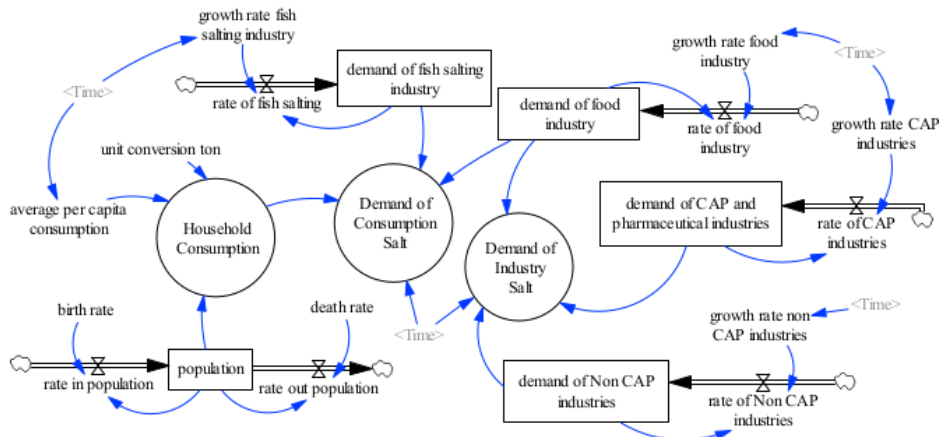 growth rate fish
salting industry
<Time>
rate of fish salting
demand of fish salting
industry
growth rate food
industry
<Time>
demand of food
industry
rate of food
industry
growth rate CAP
industries
unit conversion ton
average per capita
consumption
Household
Consumption
Demand of
Consumption
Salt
Demand of
Industry
Salt
demand of CAP and
pharmaceutical industries
rate of CAP
industries
birth rate
death rate
<Time>
<Time>
growth rate non
CAP industries
rate in population
population
rate out population
demand of Non CAP
industries
rate of Non CAP
industries